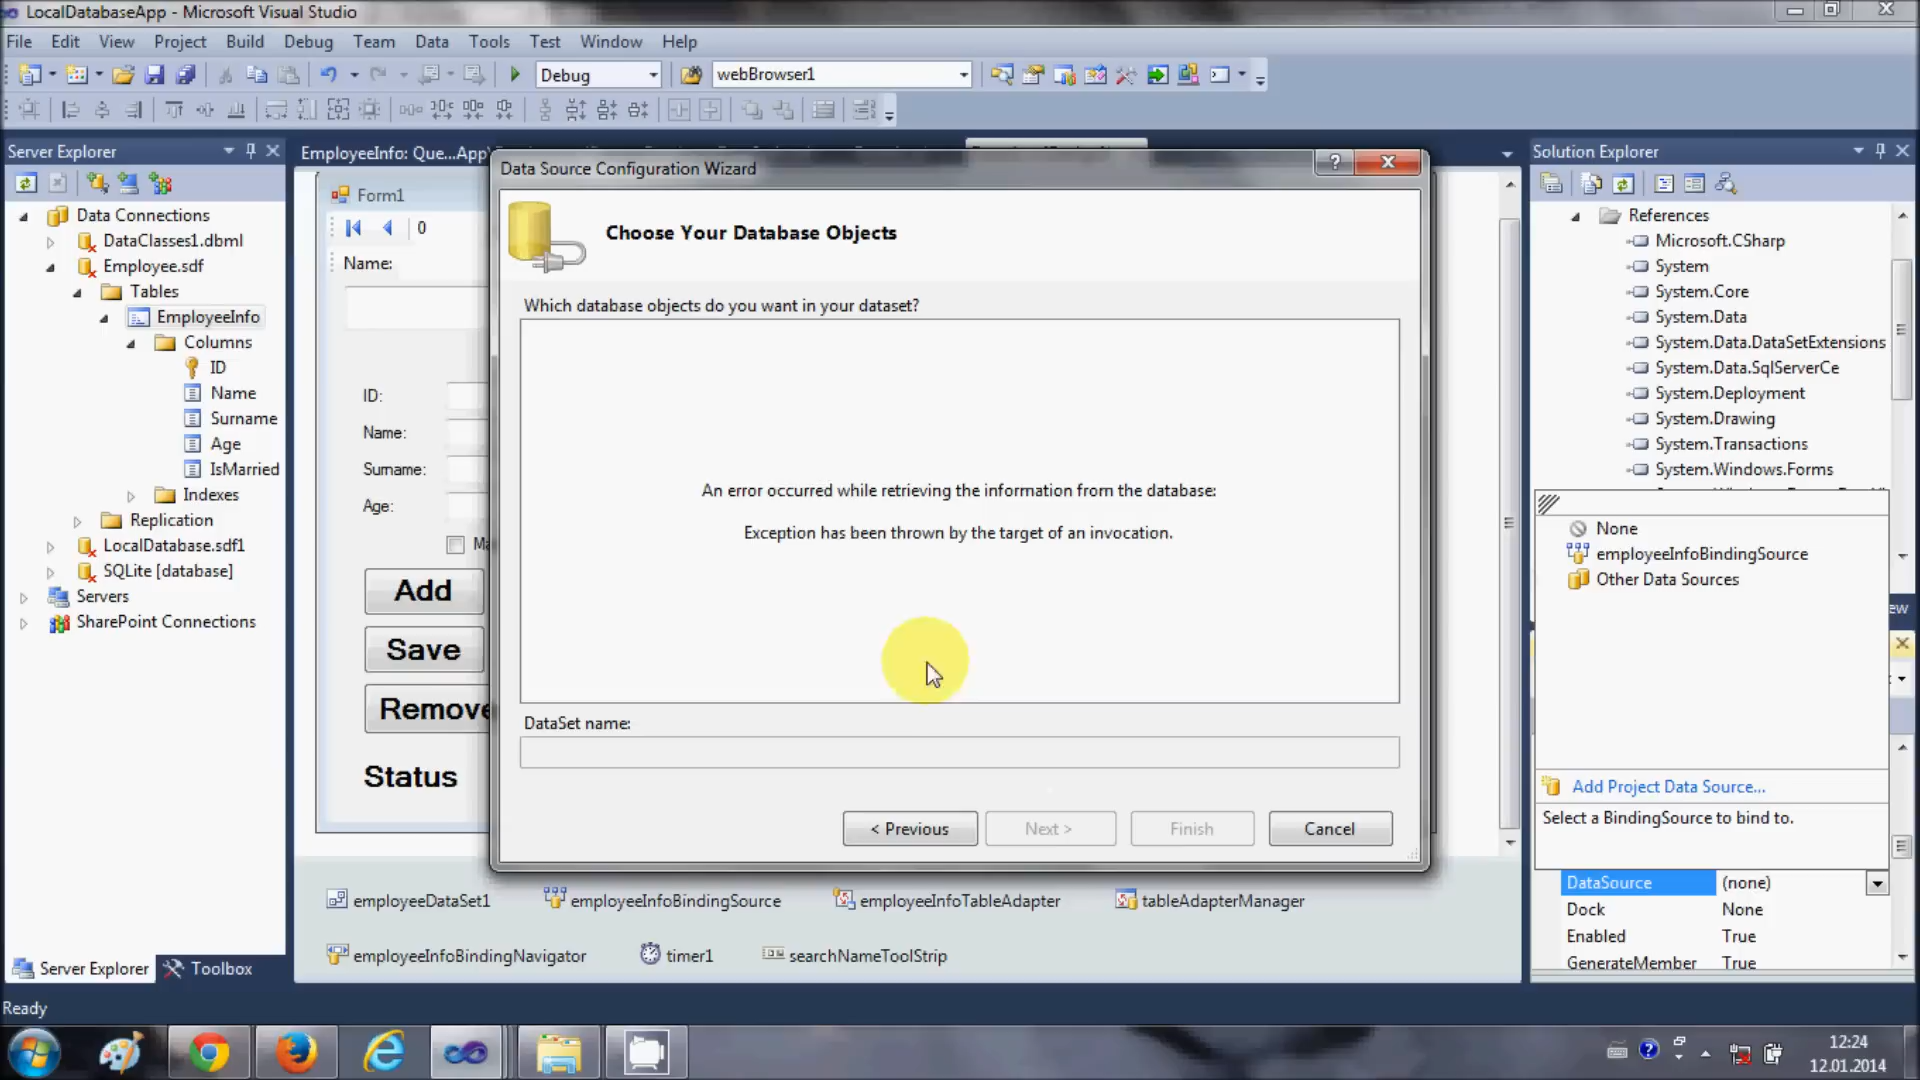 LocalDatabaseApp - Microsoft Visual Studio
File Edit View Project Build Debug Team Data Tools Test Window Help
Debug
webBrowser1
Server Explorer
Data Connections
DataClasses1.dbml
Employee.sdf
Tables
EmployeeInfo
Columns
ID
Name
Surname
Age
IsMarried
Indexes
Replication
LocalDatabase.sdf1
SQLite [database]
Servers
SharePoint Connections
Server Explorer
Toolbox
EmployeeInfo: Que...App\
Form1
0
Name:
ID:
Name:
Surname:
Age:
Add
Save
Remove
Status
Data Source Configuration Wizard
?
Choose Your Database Objects
Which database objects do you want in your dataset?
An error occurred while retrieving the information from the database:
Exception has been thrown by the target of an invocation.
DataSet name:
< Previous
Next >
Finish
Cancel
employeeDataSet1
employeeInfoBindingSource
employeeInfoTableAdapter
tableAdapterManager
employeeInfoBindingNavigator
timer1
searchNameToolStrip
Solution Explorer
References
Microsoft.CSharp
System
System.Core
System.Data
System.Data.DataSetExtensions
System.Data.SqlServerCe
System.Deployment
System.Drawing
System.Transactions
System.Windows.Forms
None
employeeInfoBindingSource
Other Data Sources
Add Project Data Source...
Select a BindingSource to bind to.
DataSource (none)
Dock None
Enabled True
GenerateMember True
Ready
12:24
12.01.2014